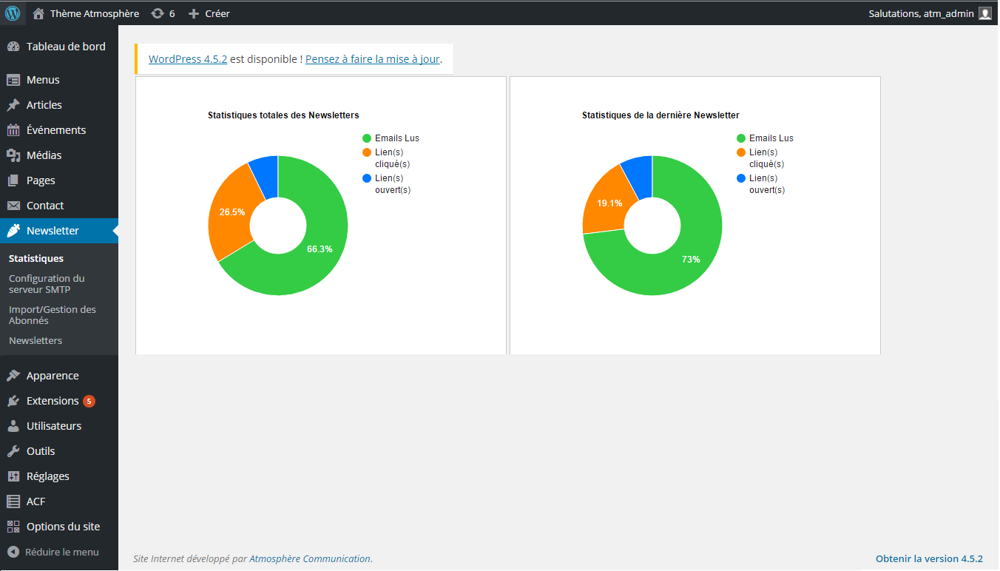 Thème Atmosphère
6
Créer
Salutations, atm_admin
Tableau de bord
Menus
Articles
Événements
Médias
Pages
Contact
Newsletter
Statistiques
Configuration du
serveur SMTP
Import/Gestion des
Abonnés
Newsletters
Apparence
Extensions 5
Utilisateurs
Outils
Réglages
ACF
Options du site
Réduire le menu
WordPress 4.5.2 est disponible ! Pensez à faire la mise à jour.
Statistiques totales des Newsletters
Emails Lus
Lien(s)
cliqué(s)
Lien(s)
ouvert(s)
26.5%
66.3%
Statistiques de la dernière Newsletter
Emails Lus
Lien(s)
cliqué(s)
Lien(s)
ouvert(s)
19.1%
73%
Site Internet développé par Atmosphère Communication.
Obtenir la version 4.5.2